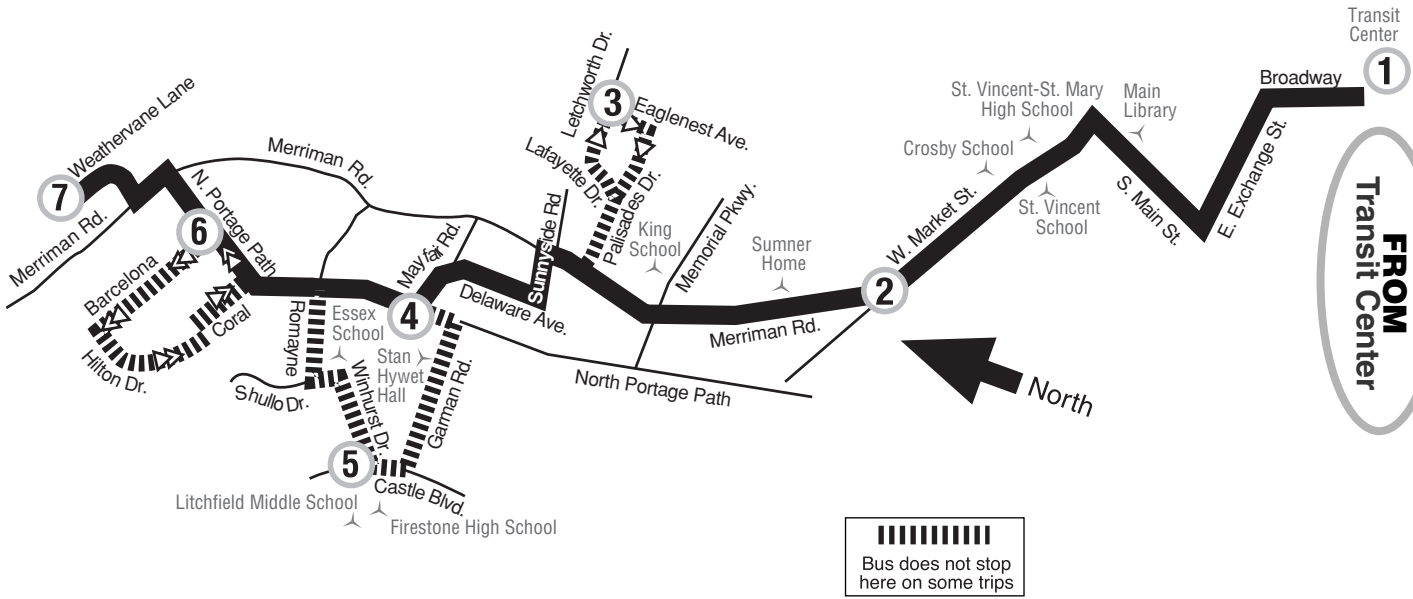 Transit
Center
1
Broadway
E. Exchange St.
S. Main St.
Main
Library
St. Vincent-St. Mary
High School
Crosby School
St. Vincent
School
W. Market St.
2
Sumner
Home
Merriman Rd.
Memorial Pkwy.
King
School
Palisades Dr.
Lafayette Dr.
Letchworth Dr.
3
Eaglenest Ave.
Sunnyside Rd
Delaware Ave.
Mayfair Rd.
North Portage Path
4
Stan
Hywet
Hall
Garman Rd.
Castle Blvd.
5
Litchfield Middle School
Firestone High School
Winhurst Dr.
Essex
School
Shullo Dr.
Romayne
Merriman Rd.
N. Portage Path
Coral
Hilton Dr.
Barcelona
6
Merriman Rd.
Weathervane Lane
7
North
FROM
Transit Center
Bus does not stop
here on some trips